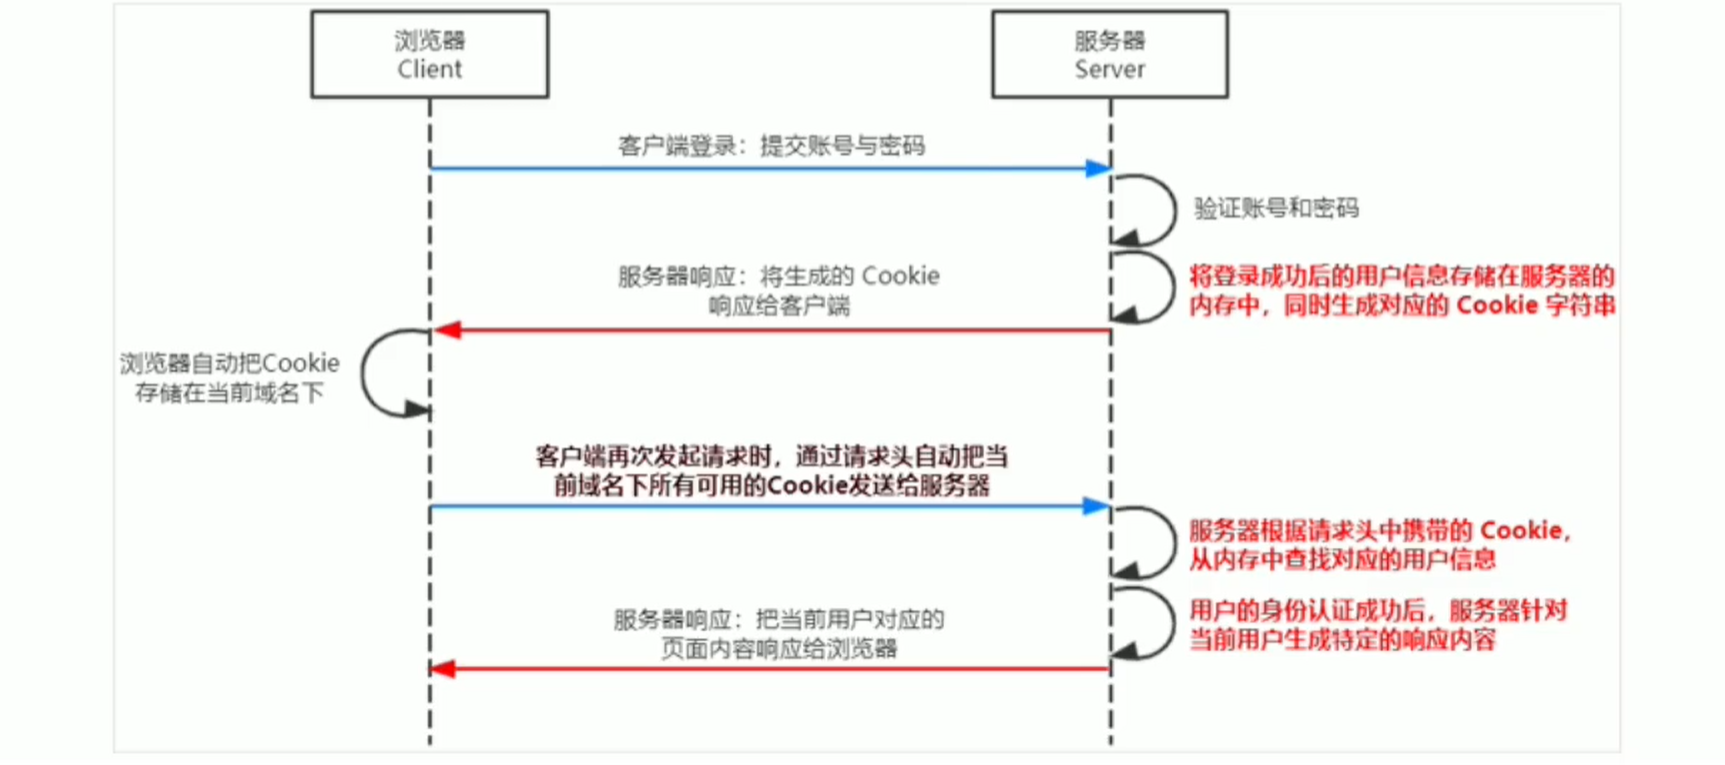 浏览器
Client
服务器
Server
客户端登录：提交账号与密码
验证账号和密码
将登录成功后的用户信息存储在服务器的
内存中，同时生成对应的 Cookie 字符串
服务器响应：将生成的 Cookie
响应给客户端
浏览器自动把Cookie
存储在当前域名下
客户端再次发起请求时，通过请求头自动把当
前域名下所有可用的Cookie发送给服务器
服务器根据请求头中携带的 Cookie，
从内存中查找对应的用户信息
用户的身份认证成功后，服务器针对
当前用户生成特定的响应内容
服务器响应：把当前用户对应的
页面内容响应给浏览器